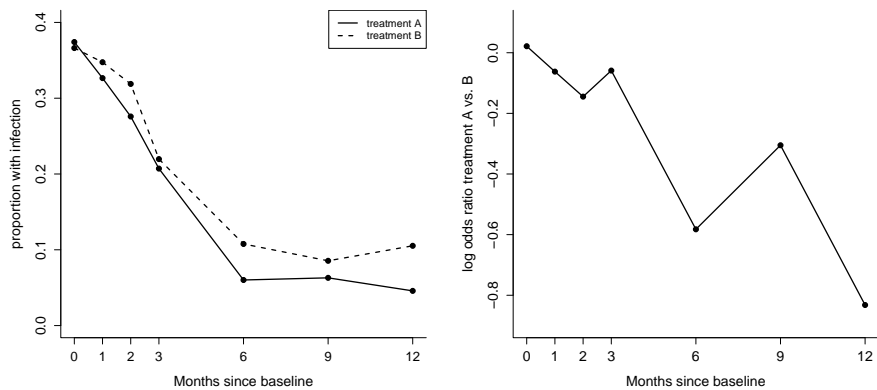 treatment A
treatment B
proportion with infection
0.4
0.3
0.2
0.1
0.0
0 1 2 3 6 9 12
Months since baseline
log odds ratio treatment A vs. B
0.0
−0.2
−0.4
−0.6
−0.8
0 1 2 3 6 9 12
Months since baseline